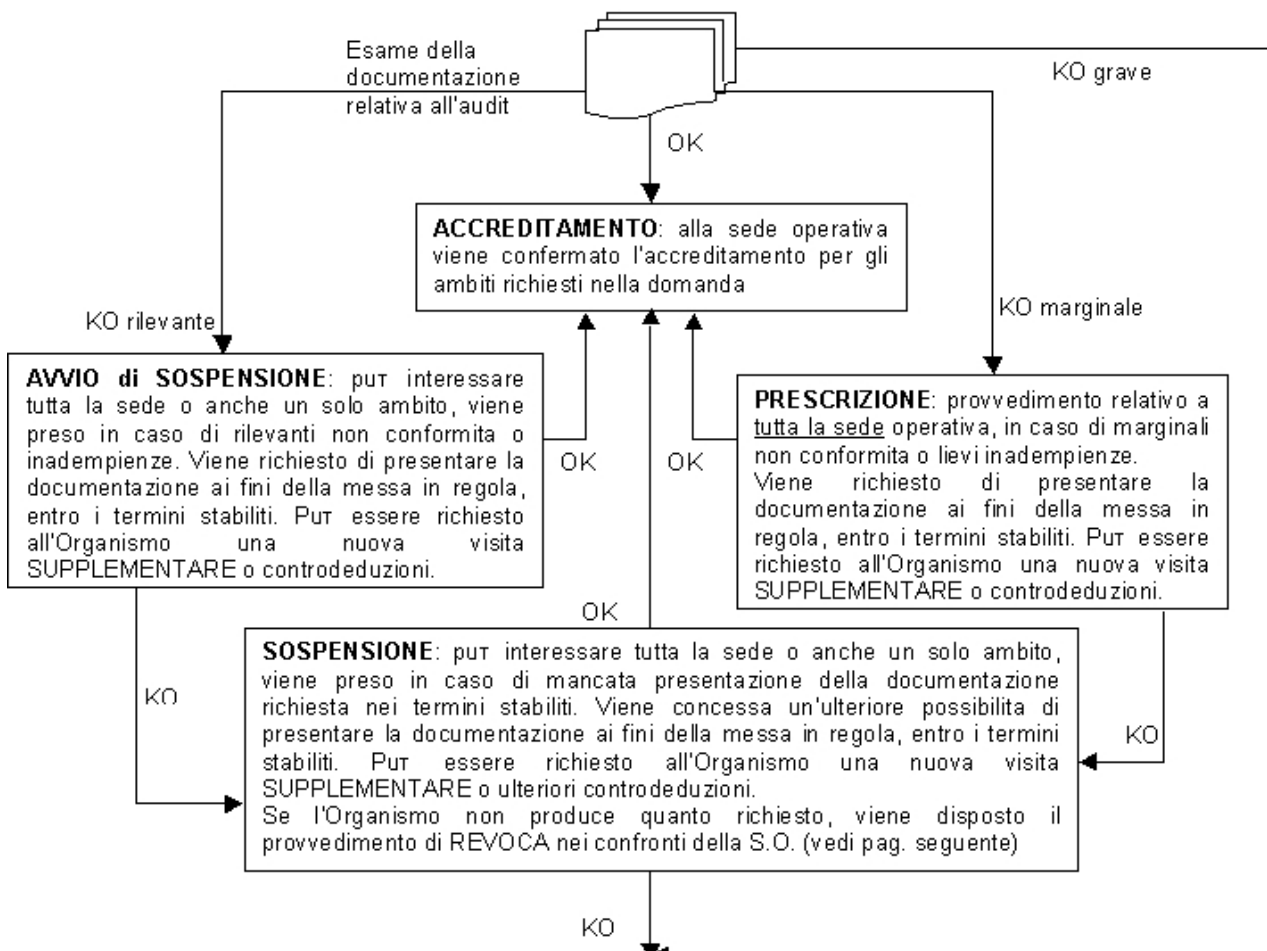 Esame della
documentazione
relativa all'audit
KO grave
OK
ACCREDITAMENTO: alla sede operativa
viene confermato l'accreditamento per gli
ambiti richiesti nella domanda
KO rilevante
KO marginale
AVVIO di SOSPENSIONE: puт interessare
tutta la sede o anche un solo ambito, viene
preso in caso di rilevanti non conformita o
inadempienze. Viene richiesto di presentare la
documentazione ai fini della messa in regola,
entro i termini stabiliti. Puт essere richiesto
all'Organismo una nuova visita
SUPPLEMENTARE o controdeduzioni.
OK
OK
PRESCRIZIONE: provvedimento relativo a
tutta la sede operativa, in caso di marginali
non conformita o lievi inadempienze.
Viene richiesto di presentare la
documentazione ai fini della messa in
regola, entro i termini stabiliti. Puт essere
richiesto all'Organismo una nuova visita
SUPPLEMENTARE o controdeduzioni.
OK
KO
SOSPENSIONE: puт interessare tutta la sede o anche un solo ambito,
viene preso in caso di mancata presentazione della documentazione
richiesta nei termini stabiliti. Viene concessa un'ulteriore possibilita di
presentare la documentazione ai fini della messa in regola, entro i termini
stabiliti. Puт essere richiesto all'Organismo una nuova visita
SUPPLEMENTARE o ulteriori controdeduzioni.
Se l'Organismo non produce quanto richiesto, viene disposto il
provvedimento di REVOCA nei confronti della S.O. (vedi pag. seguente)
KO
KO